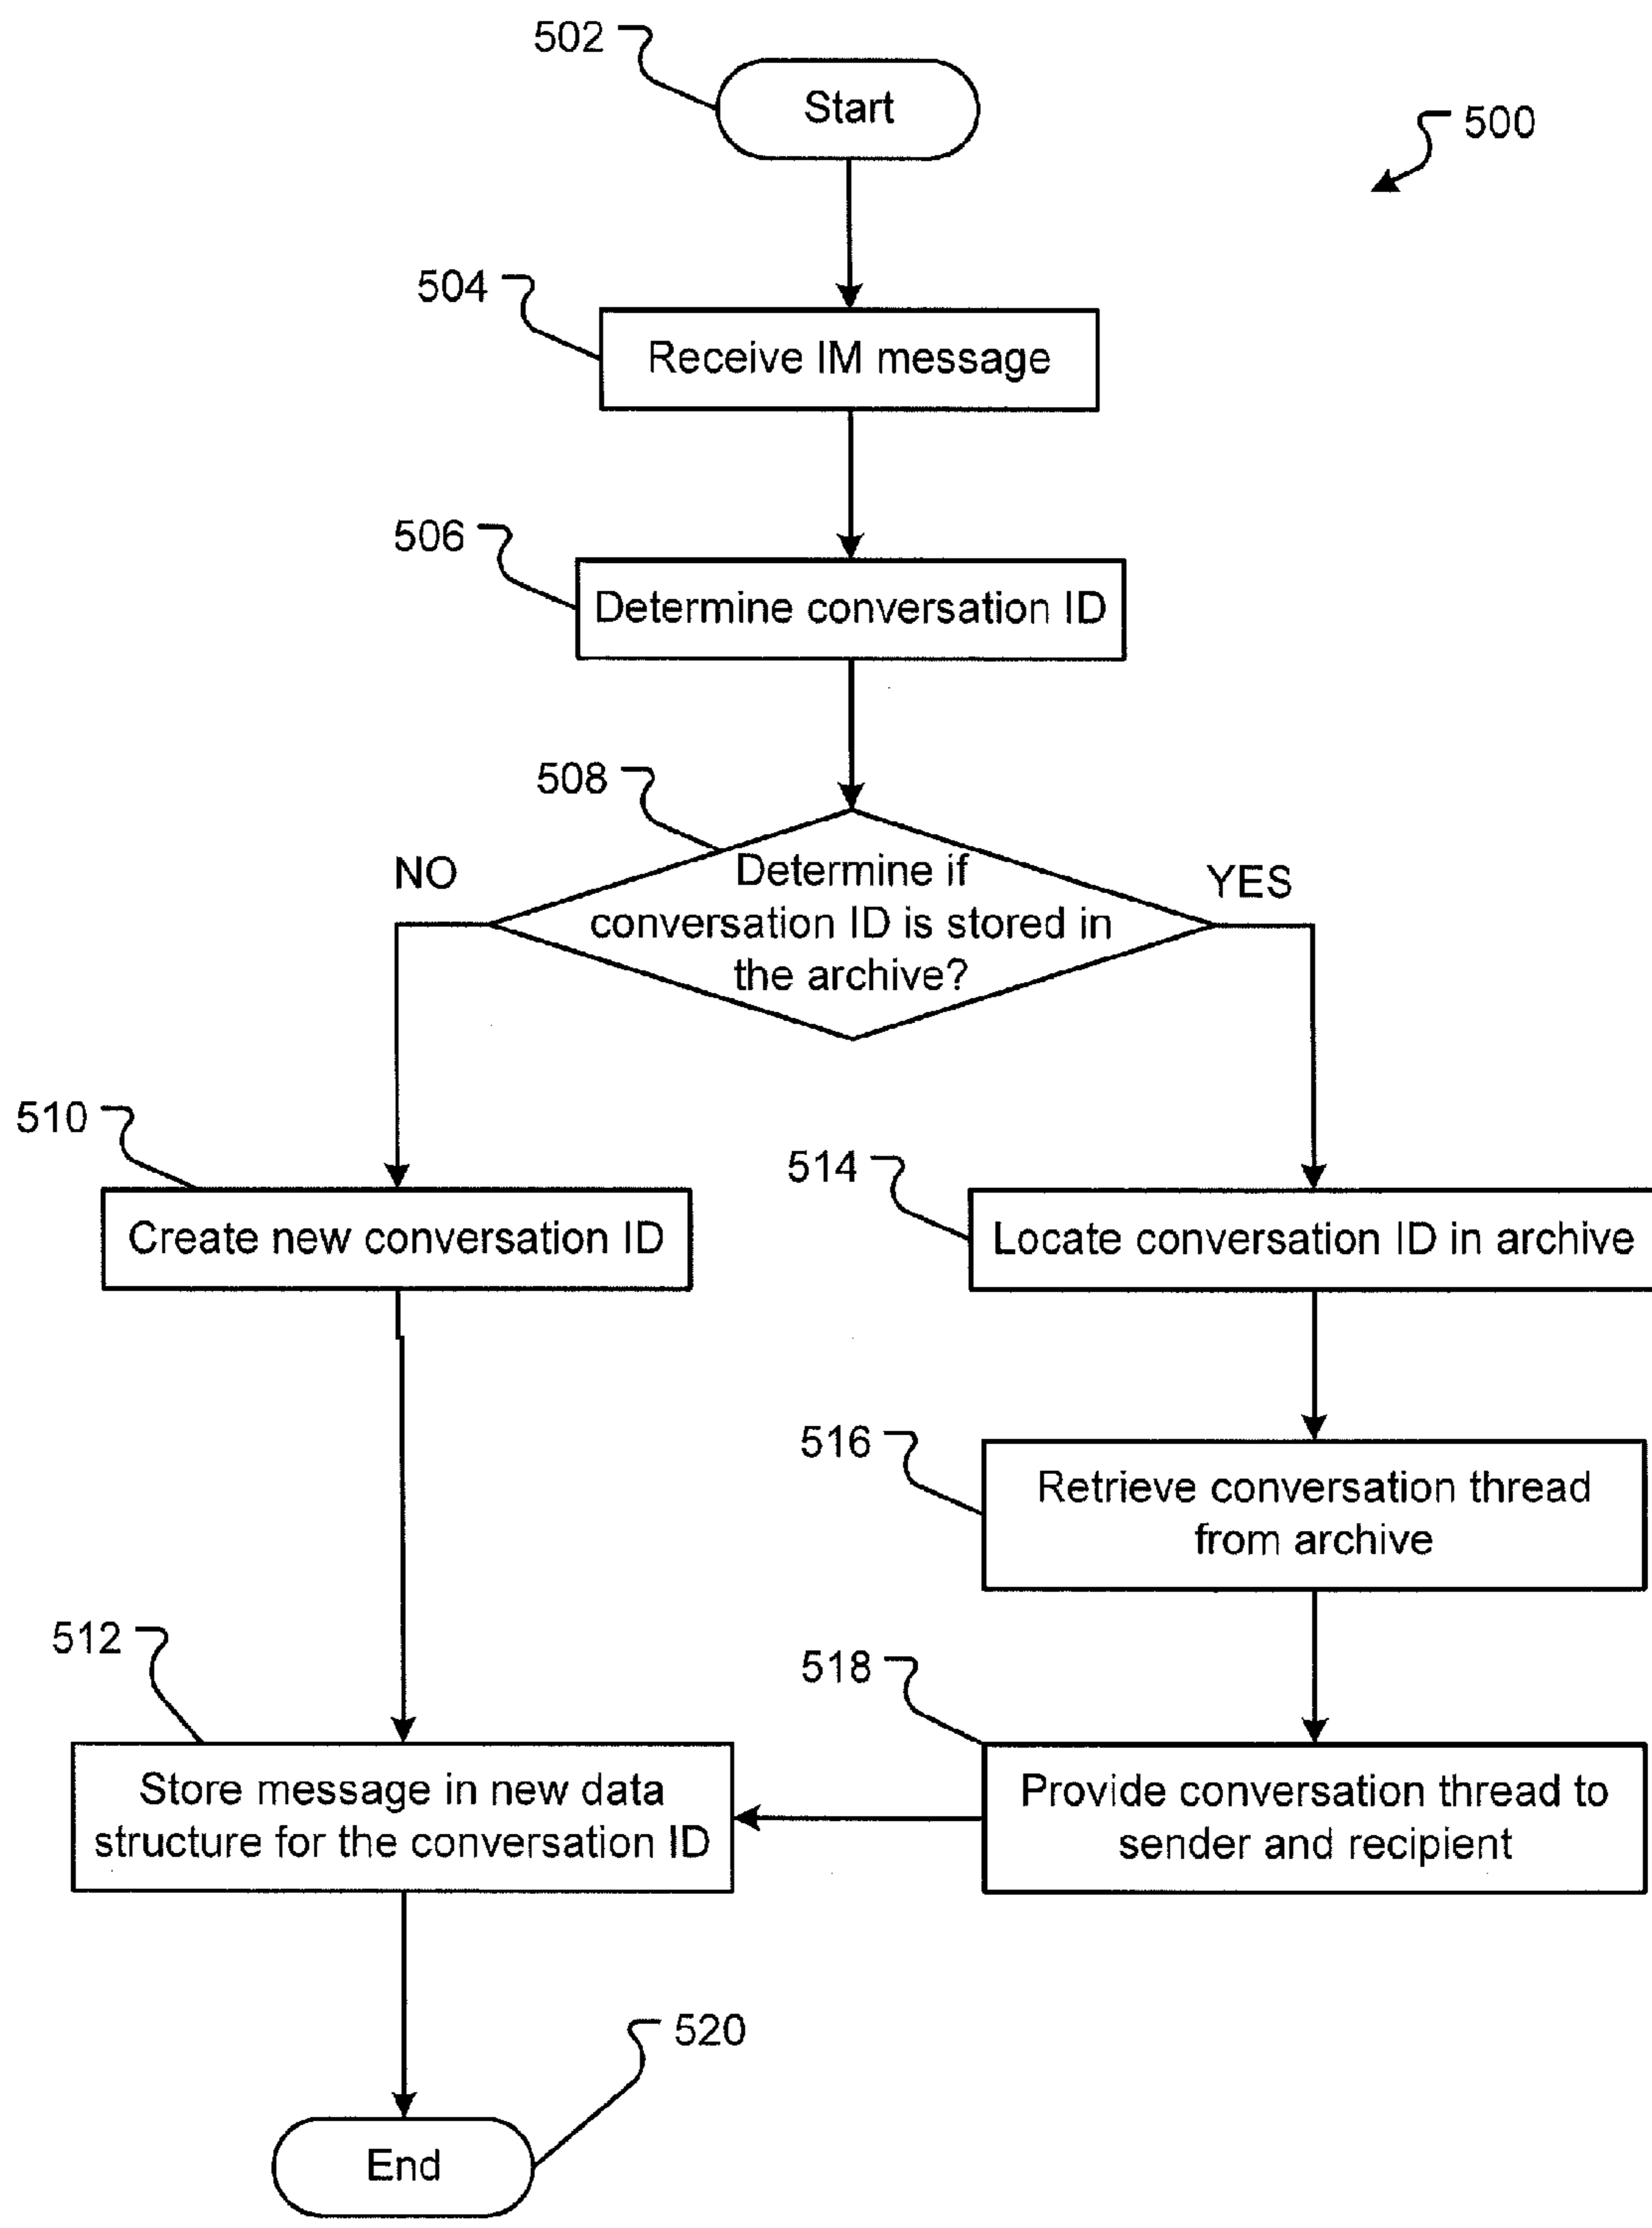 502
Start
500
504
Receive IM message
506
Determine conversation ID
508
NO
Determine if
conversation ID is stored in
the archive?
YES
510
Create new conversation ID
514
Locate conversation ID in archive
516
Retrieve conversation thread
from archive
512
Store message in new data
structure for the conversation ID
518
Provide conversation thread to
sender and recipient
520
End